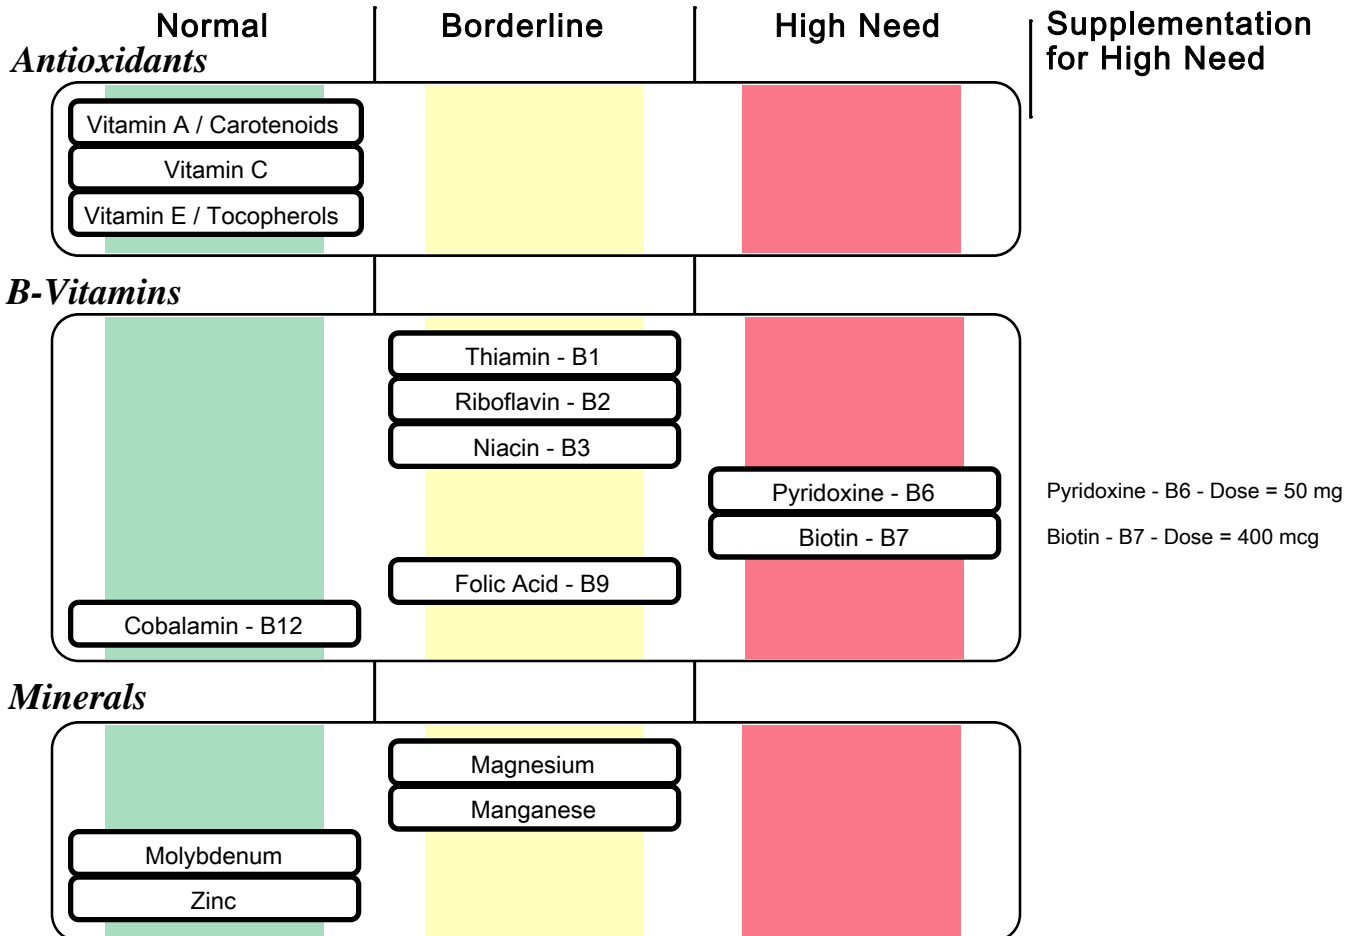 Normal
Borderline
High Need
Supplementation
for High Need
Antioxidants
Vitamin A / Carotenoids
Vitamin C
Vitamin E / Tocopherols
B-Vitamins
Thiamin - B1
Riboflavin - B2
Niacin - B3
Pyridoxine - B6
Pyridoxine - B6 - Dose = 50 mg
Biotin - B7
Biotin - B7 - Dose = 400 mcg
Folic Acid - B9
Cobalamin - B12
Minerals
Magnesium
Manganese
Molybdenum
Zinc